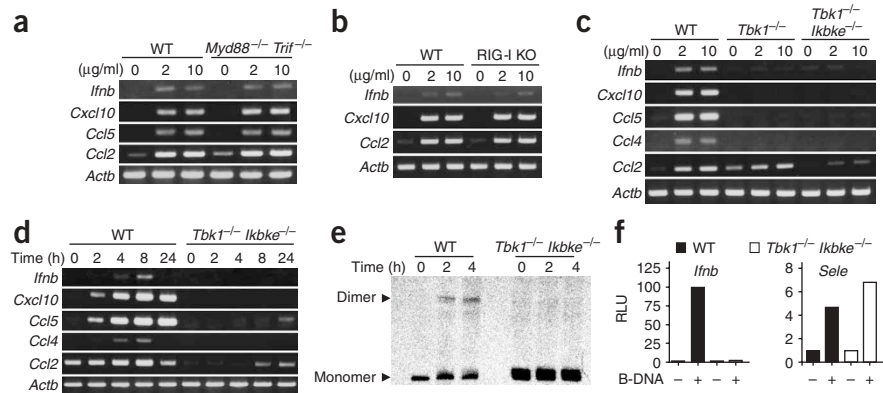 a
WT Myd88−/− Trif−/−
(μg/ml) 0 2 10 0 2 10
Ifnb
Cxcl10
Ccl5
Ccl2
Actb
b
WT RIG-I KO
(μg/ml) 0 2 10 0 2 10
Ifnb
Cxcl10
Ccl2
Actb
c
WT Tbk1−/− Tbk1−/− Ikbke−/−
(μg/ml) 0 2 10 0 2 10 0 2 10
Ifnb
Cxcl10
Ccl5
Ccl4
Ccl2
Actb
d
WT Tbk1−/− Ikbke−/−
Time (h) 0 2 4 8 24 0 2 4 8 24
Ifnb
Cxcl10
Ccl5
Ccl4
Ccl2
Actb
e
WT Tbk1−/− Ikbke−/−
Time (h) 0 2 4 0 2 4
Dimer
Monomer
f
WT Tbk1−/− Ikbke−/−
Ifnb
RLU
125
100
75
50
25
0
Sele
8
6
4
2
0
B-DNA − + − + − + − +